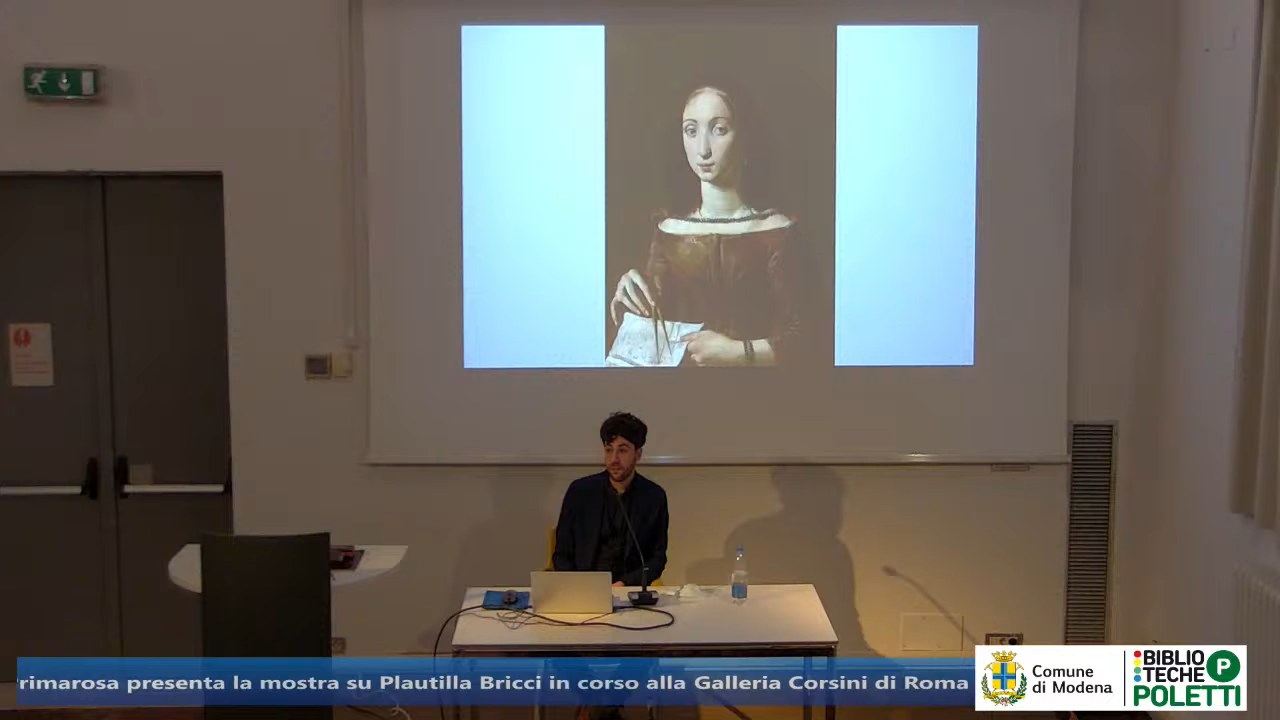 rimarosa presenta la mostra su Plautilla Bricci in corso alla Galleria Corsini di Roma
Comune
di Modena
BIBLIO
TECHE
POLETTI
P